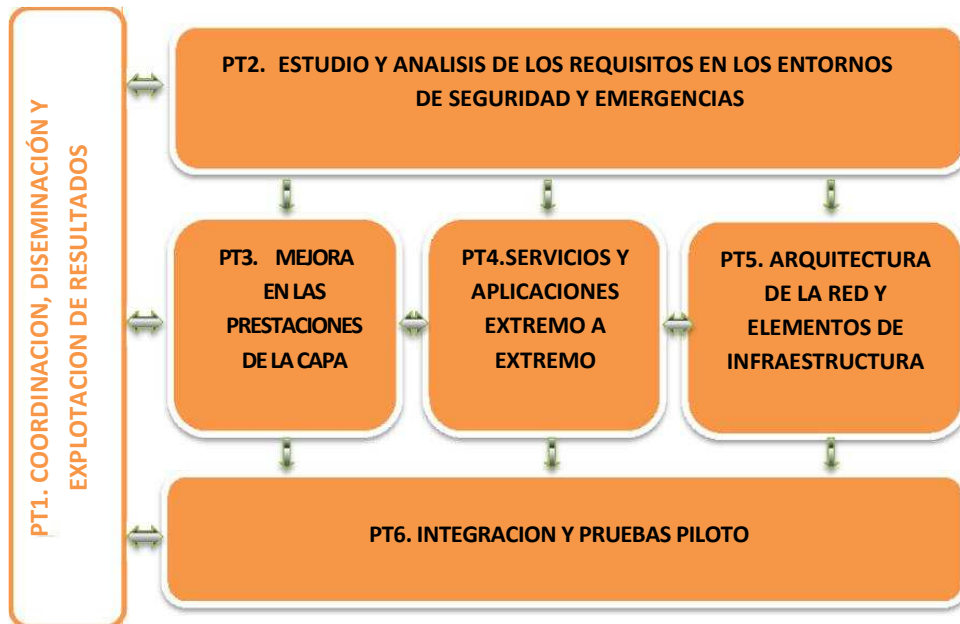 PT1. COORDINACION, DISEMINACIÓN Y
EXPLOTACION DE RESULTADOS
PT2. ESTUDIO Y ANALISIS DE LOS REQUISITOS EN LOS ENTORNOS
DE SEGURIDAD Y EMERGENCIAS
PT3. MEJORA
EN LAS
PRESTACIONES
DE LA CAPA
PT4.SERVICIOS Y
APLICACIONES
EXTREMO A
EXTREMO
PT5. ARQUITECTURA
DE LA RED Y
ELEMENTOS DE
INFRAESTRUCTURA
PT6. INTEGRACION Y PRUEBAS PILOTO